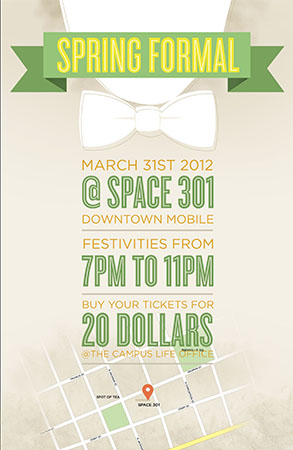 SPRING FORMAL
MARCH 31ST 2012
@ SPACE 301
DOWNTOWN MOBILE
FESTIVITIES FROM
7PM TO 11PM
BUY YOUR TICKETS FOR
20 DOLLARS
@THE CAMPUS LIFE OFFICE
SPOT OF TEA
SPACE 301